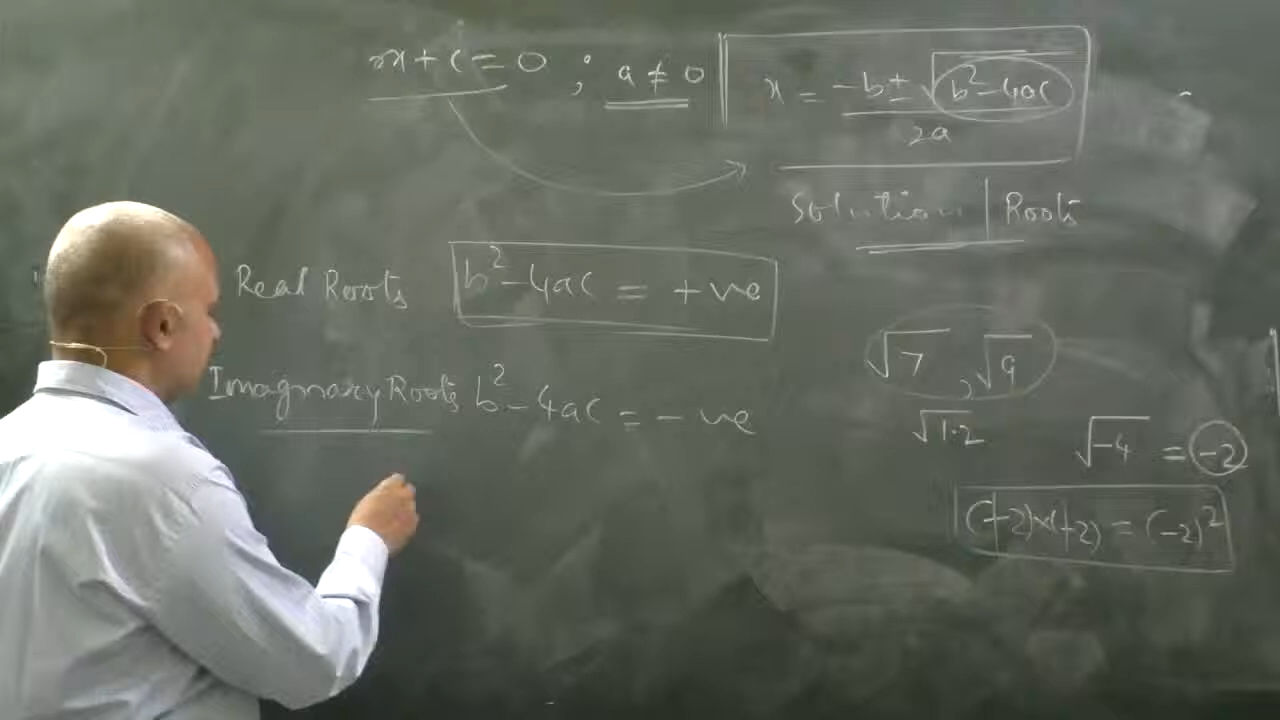 x + c = 0 ; a ≠ 0
x = -b ± √(b² - 4ac) / 2a
Solution | Roots
Real Roots b² - 4ac = +ve
Imagnary Roots b² - 4ac = - ve
√7 , √9
√1.2
√-4 = -2
(-2)×(-2) = (-2)²